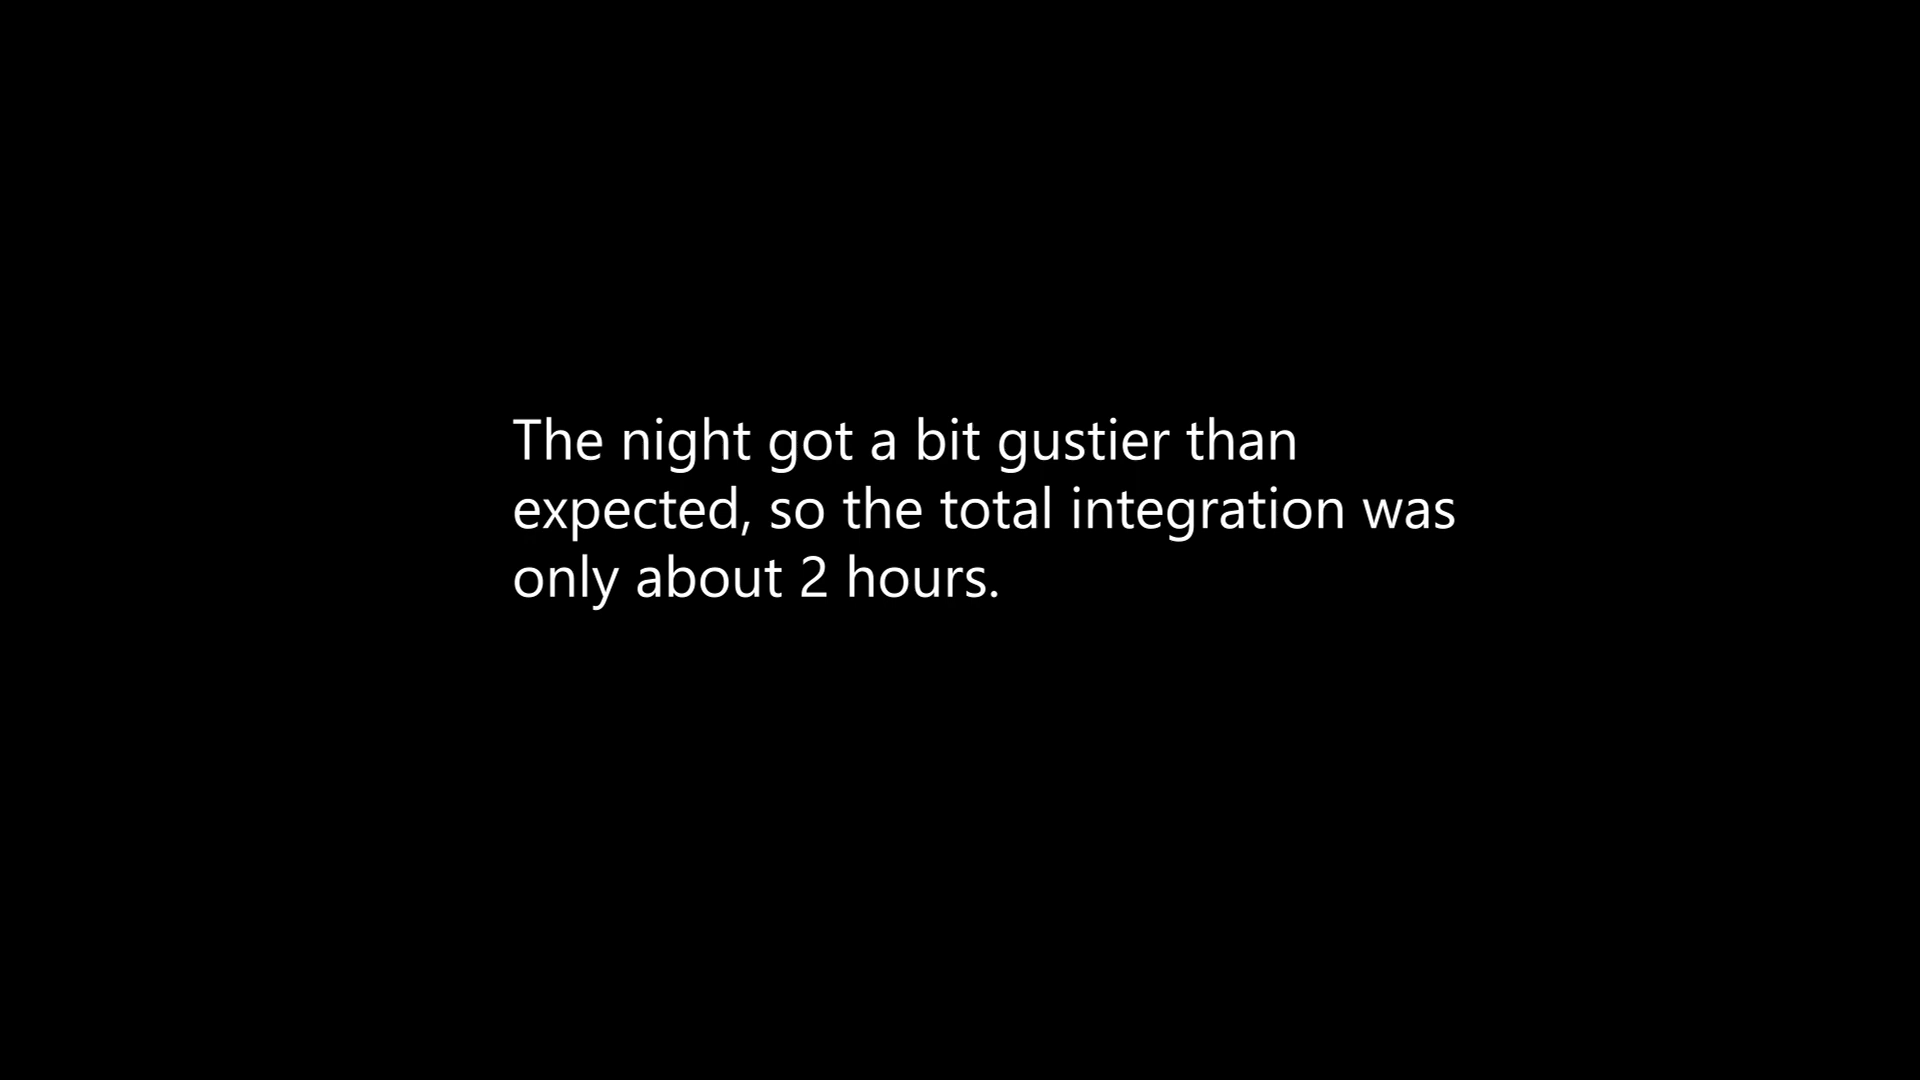 The night got a bit gustier than
expected, so the total integration was
only about 2 hours.